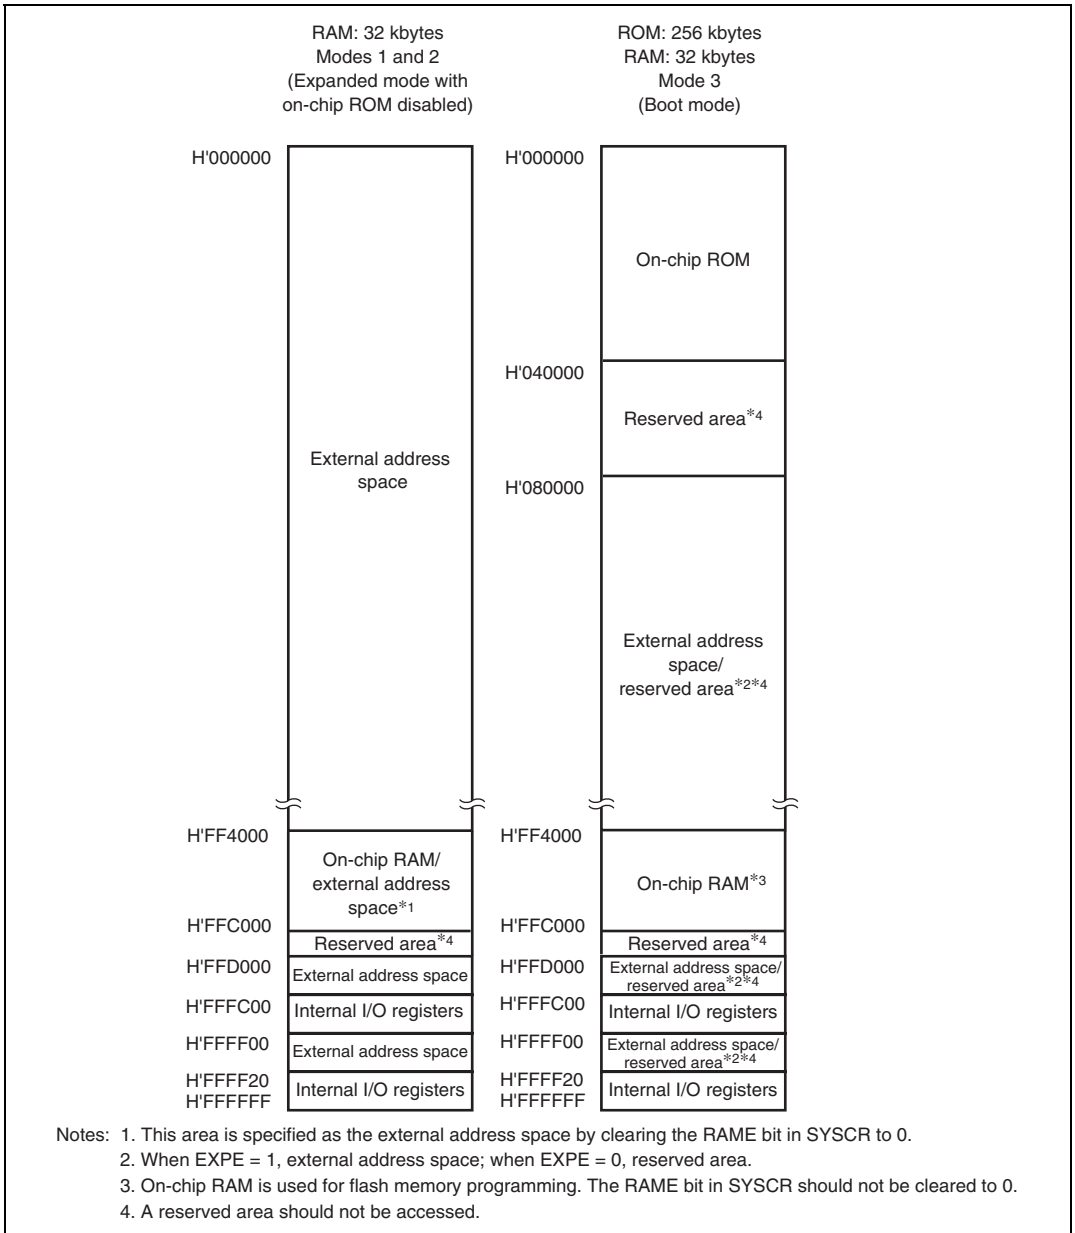 RAM: 32 kbytes
Modes 1 and 2
(Expanded mode with
on-chip ROM disabled)
H'000000
External address
space
H'FF4000
On-chip RAM/
external address
space*1
H'FFC000
Reserved area*4
H'FFD000
External address space
H'FFFC00
Internal I/O registers
H'FFFF00
External address space
H'FFFF20
Internal I/O registers
H'FFFFFF
ROM: 256 kbytes
RAM: 32 kbytes
Mode 3
(Boot mode)
H'000000
On-chip ROM
H'040000
Reserved area*4
H'080000
External address
space/
reserved area*2*4
H'FF4000
On-chip RAM*3
H'FFC000
Reserved area*4
H'FFD000
External address space/
reserved area*2*4
H'FFFC00
Internal I/O registers
H'FFFF00
External address space/
reserved area*2*4
H'FFFF20
Internal I/O registers
H'FFFFFF
Notes: 1. This area is specified as the external address space by clearing the RAME bit in SYSCR to 0.
2. When EXPE = 1, external address space; when EXPE = 0, reserved area.
3. On-chip RAM is used for flash memory programming. The RAME bit in SYSCR should not be cleared to 0.
4. A reserved area should not be accessed.